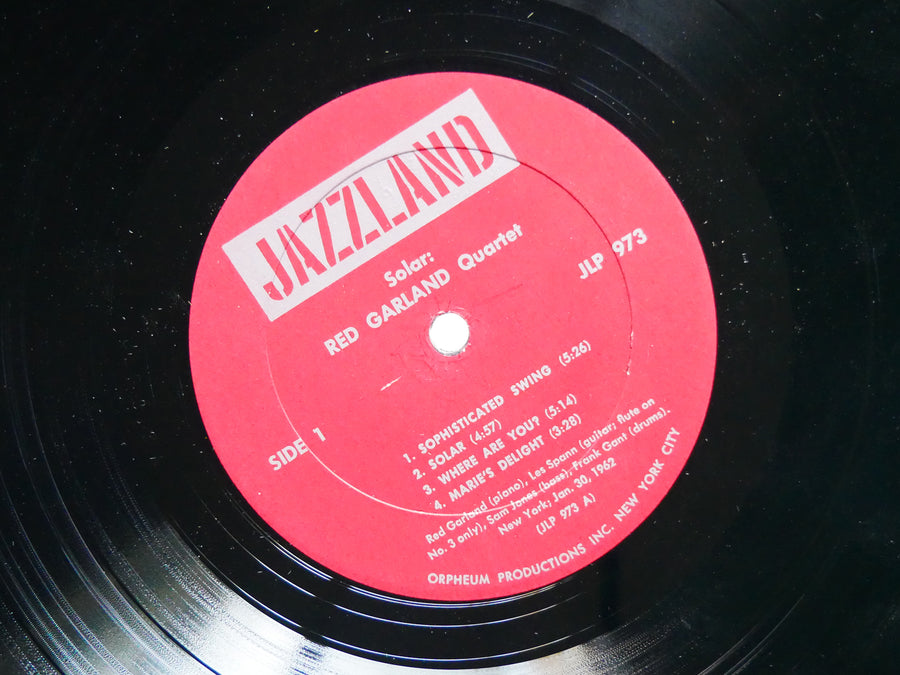 JAZZLAND
Solar:
RED GARLAND Quartet
JLP 973
SIDE 1
1. SOPHISTICATED SWING (5:26)
2. SOLAR (4:57)
3. WHERE ARE YOU? (5:14)
4. MARIE'S DELIGHT (3:28)
Red Garland (piano), Les Spann (guitar; flute on
No. 3 only), Sam Jones (bass), Frank Gant (drums).
New York; Jan. 30, 1962
(JLP 973 A)
ORPHEUM PRODUCTIONS INC. NEW YORK CITY